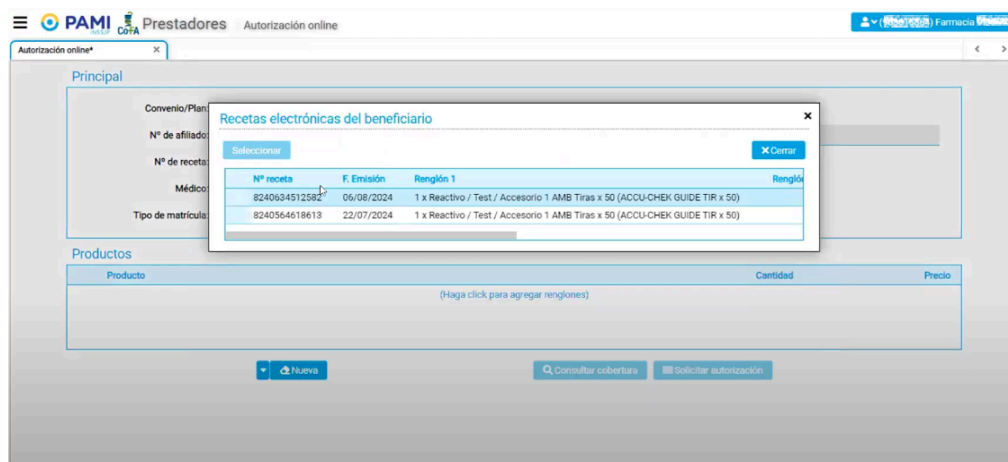 PAMI CofA Prestadores Autorización online Farmacia
Autorización online*
Principal
Convenio/Plan:
Nº de afiliado:
Nº de receta:
Médico:
Tipo de matrícula:
Recetas electrónicas del beneficiario
Seleccionar Cerrar
Nº receta F. Emisión Renglón 1 Renglón
8240634512582 06/08/2024 1 x Reactivo / Test / Accesorio 1 AMB Tiras x 50 (ACCU-CHEK GUIDE TIR x 50)
8240564618613 22/07/2024 1 x Reactivo / Test / Accesorio 1 AMB Tiras x 50 (ACCU-CHEK GUIDE TIR x 50)
Productos
Producto Cantidad Precio
(Haga click para agregar renglones)
Nueva Consultar cobertura Solicitar autorización